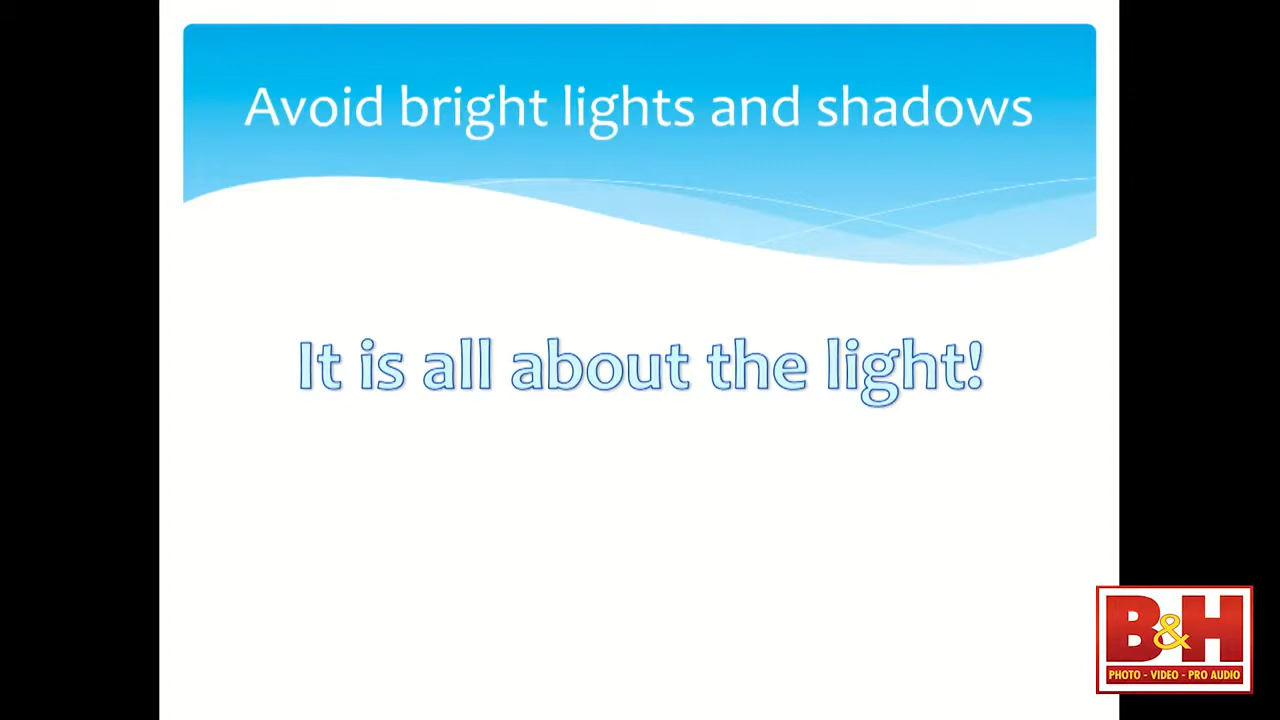 Avoid bright lights and shadows
It is all about the light!
B&H
PHOTO - VIDEO - PRO AUDIO